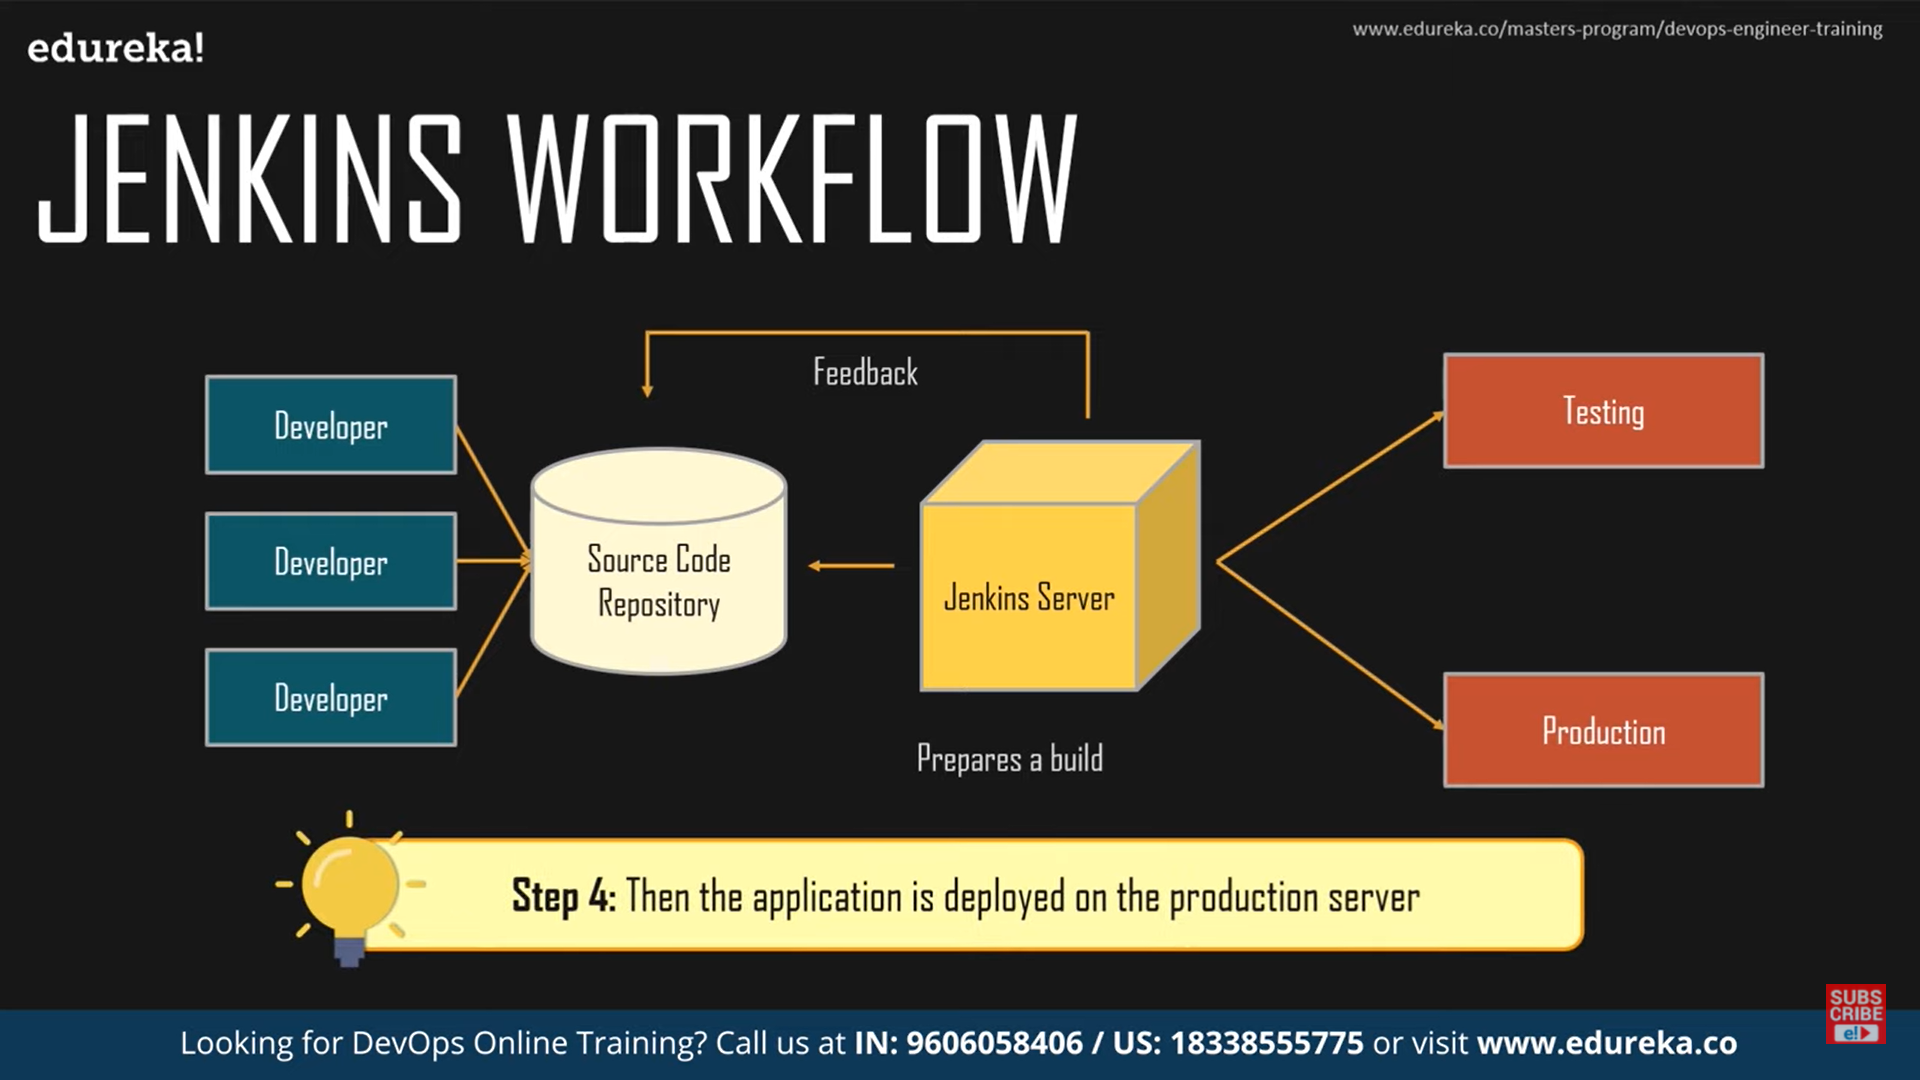 edureka!
www.edureka.co/masters-program/devops-engineer-training
JENKINS WORKFLOW
Feedback
Developer
Developer
Developer
Source Code
Repository
Jenkins Server
Prepares a build
Testing
Production
Step 4: Then the application is deployed on the production server
SUBS
CRIBE
e!
Looking for DevOps Online Training? Call us at IN: 9606058406 / US: 18338555775 or visit www.edureka.co